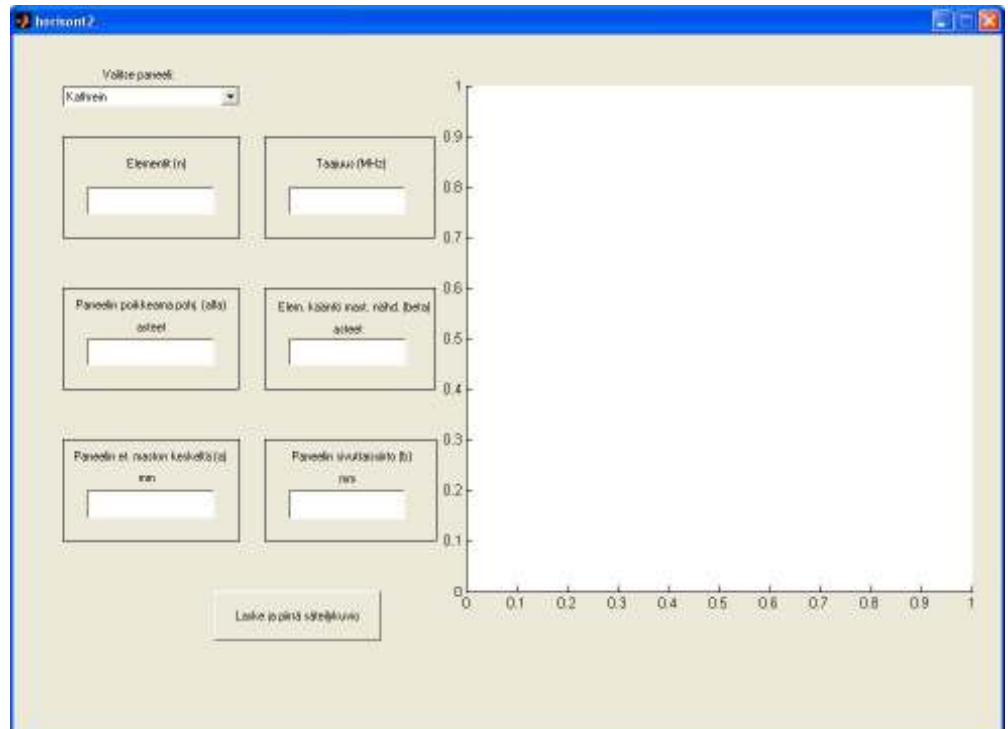 horisont2
Valitse paneeli:
Kathrein
Elementit (n)
Taajuus (MHz)
Paneelin poikkeama pohj. (alfa)
asteet
Elem. kääntö mast. nähd. (beta)
asteet
Paneelin et. maston keskeltä (a)
mm
Paneelin sivuttaissiirto (b)
mm
Laske ja piirrä säteilykuvio
1
0.9
0.8
0.7
0.6
0.5
0.4
0.3
0.2
0.1
0
0 0.1 0.2 0.3 0.4 0.5 0.6 0.7 0.8 0.9 1